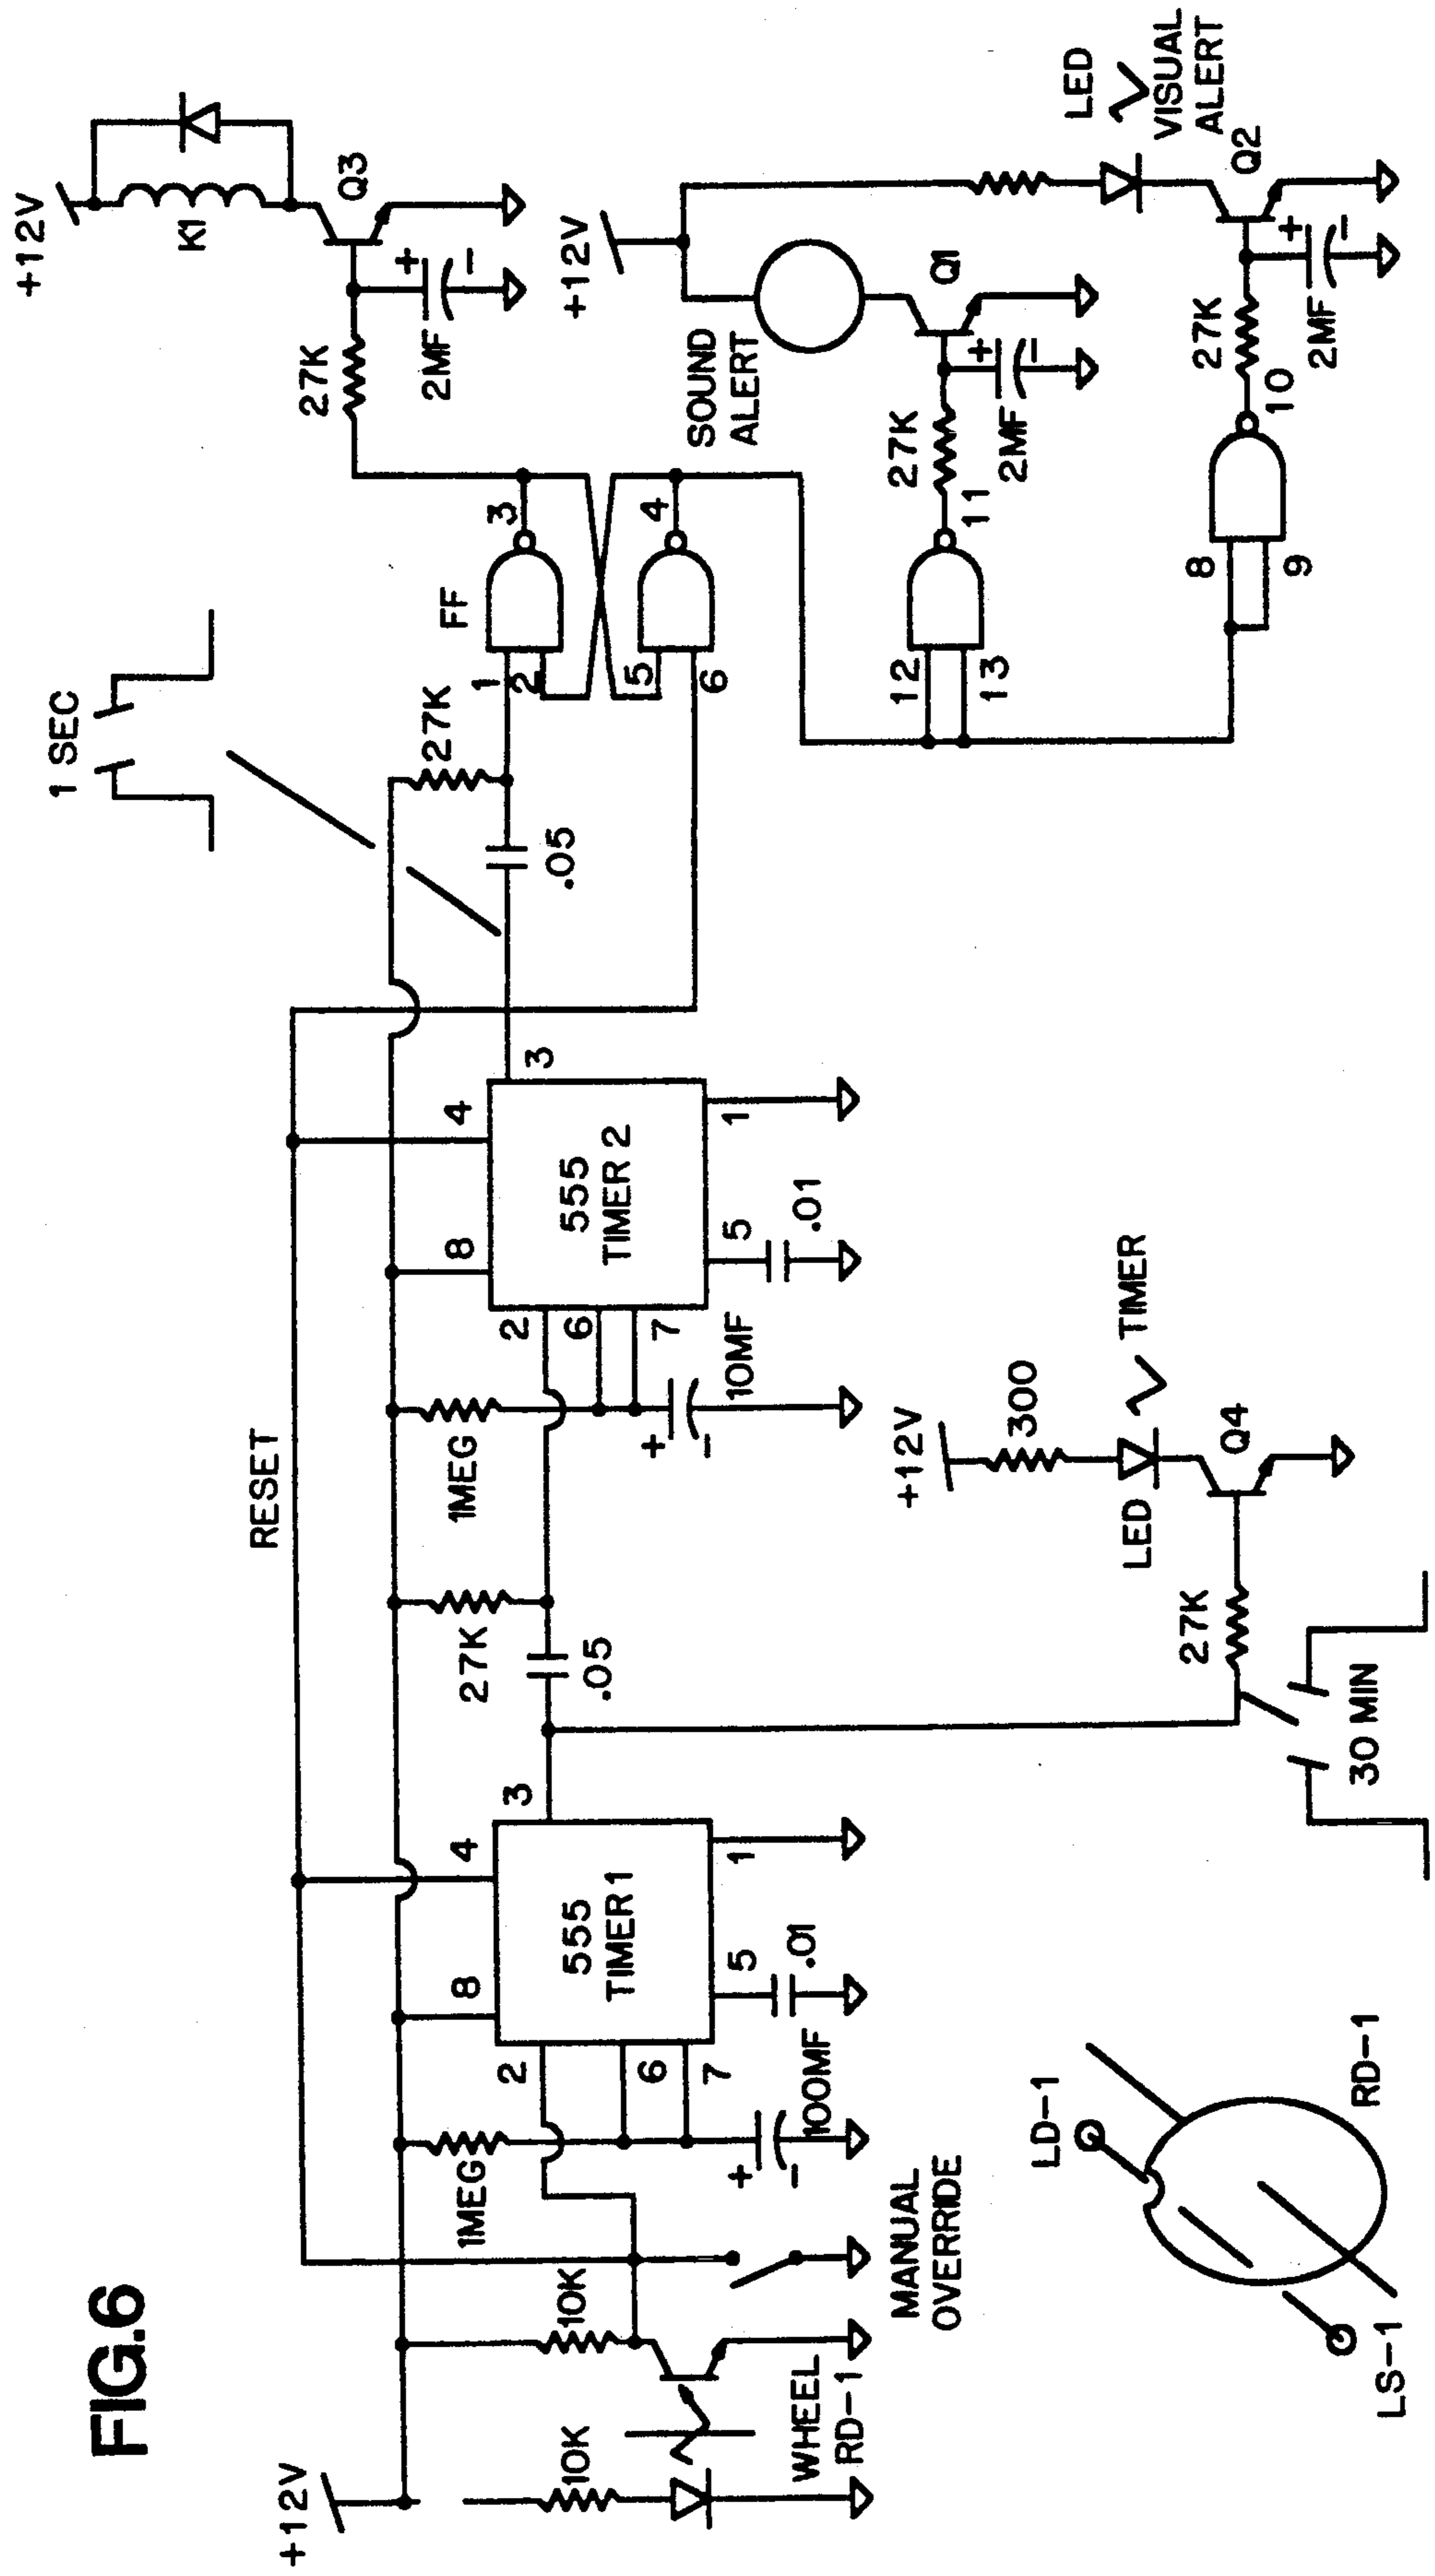 FIG.6
+12V
10K
WHEEL
RD-1
10K
MANUAL
OVERRIDE
1MEG
100MF
+
-
2
6
7
8
4
3
5
1
555
TIMER 1
.01
RESET
27K
.05
1MEG
10MF
+
-
2
6
7
8
4
3
5
1
555
TIMER 2
.01
30 MIN
27K
Q4
+12V
300
LED
TIMER
1 SEC
.05
27K
FF
1
2
3
5
6
4
27K
2MF
+
-
Q3
K1
+12V
+12V
SOUND
ALERT
12
13
11
27K
2MF
+
-
Q1
8
9
10
27K
2MF
+
-
Q2
LED
VISUAL
ALERT
LD-1
RD-1
LS-1